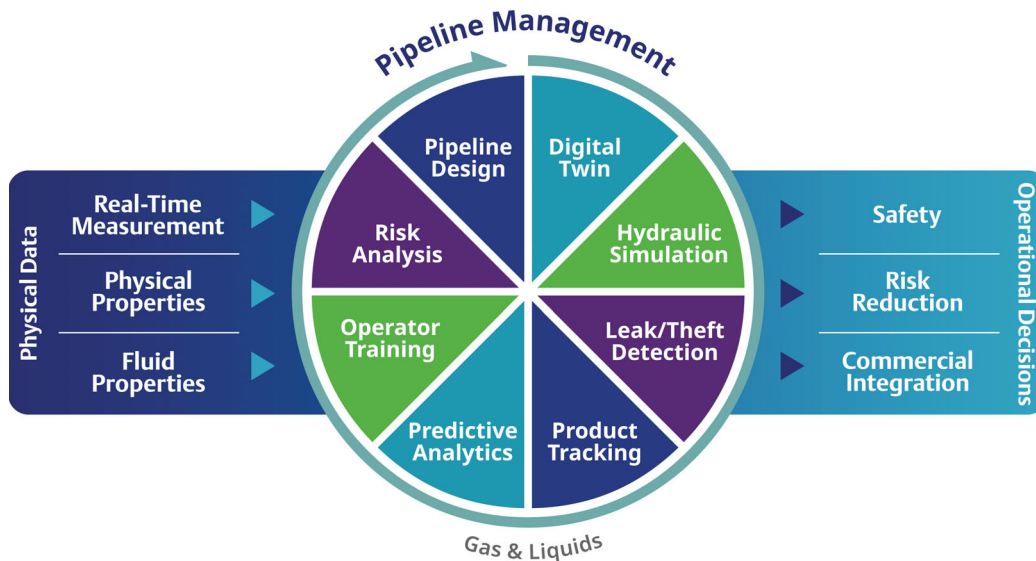 Pipeline Management
Physical Data
Real-Time
Measurement
Physical
Properties
Fluid
Properties
Pipeline
Design
Digital
Twin
Hydraulic
Simulation
Leak/Theft
Detection
Product
Tracking
Predictive
Analytics
Operator
Training
Risk
Analysis
Safety
Risk
Reduction
Commercial
Integration
Operational Decisions
Gas & Liquids